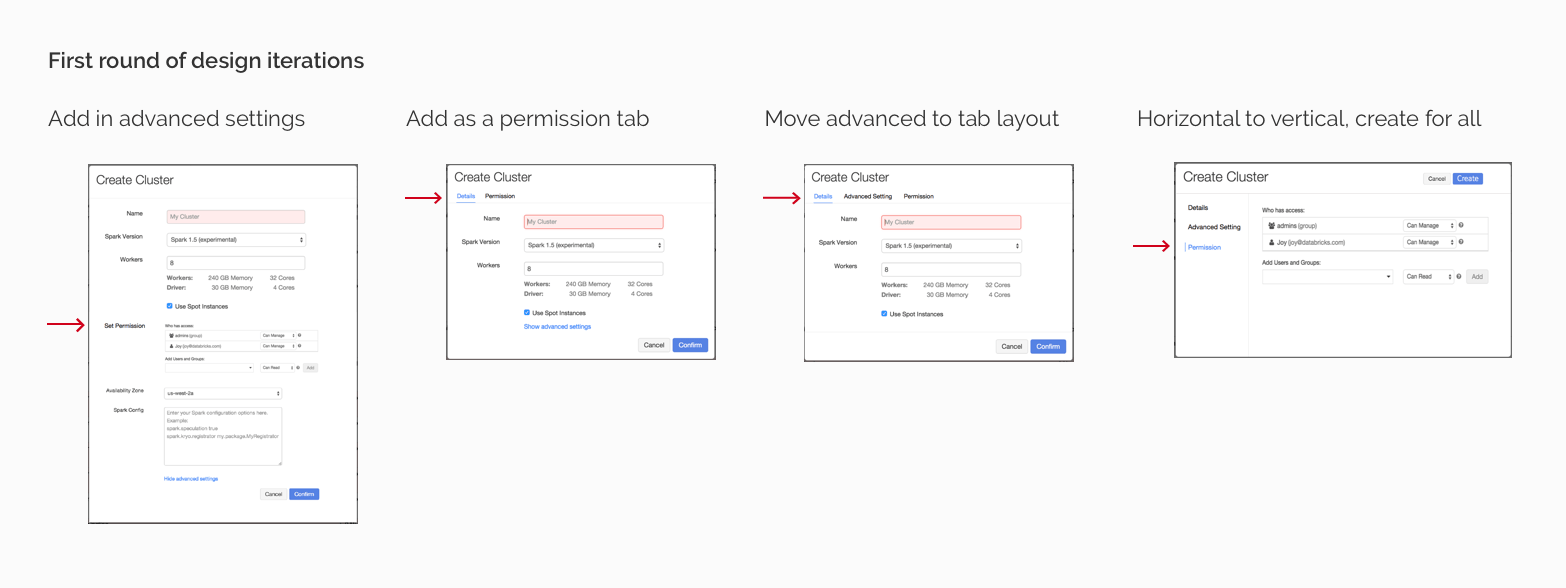 First round of design iterations
Add in advanced settings
Create Cluster
Name
My Cluster
Spark Version
Spark 1.5 (experimental)
Workers
8
Workers: 240 GB Memory 32 Cores
Driver: 30 GB Memory 4 Cores
Use Spot Instances
Set Permission
Who has access:
admins (group) Can Manage
Joy (joy@databricks.com) Can Manage
Add Users and Groups:
Can Read Add
Availability Zone
us-west-2a
Spark Config
Enter your Spark configuration options here.
Example:
spark.speculation true
spark.kryo.registrator my.package.MyRegistrator
Hide advanced settings
Cancel Confirm
Add as a permission tab
Create Cluster
Details Permission
Name
My Cluster
Spark Version
Spark 1.5 (experimental)
Workers
8
Workers: 240 GB Memory 32 Cores
Driver: 30 GB Memory 4 Cores
Use Spot Instances
Show advanced settings
Cancel Confirm
Move advanced to tab layout
Create Cluster
Details Advanced Setting Permission
Name
My Cluster
Spark Version
Spark 1.5 (experimental)
Workers
8
Workers: 240 GB Memory 32 Cores
Driver: 30 GB Memory 4 Cores
Use Spot Instances
Cancel Confirm
Horizontal to vertical, create for all
Create Cluster
Cancel Create
Details
Advanced Setting
Permission
Who has access:
admins (group) Can Manage
Joy (joy@databricks.com) Can Manage
Add Users and Groups:
Can Read Add